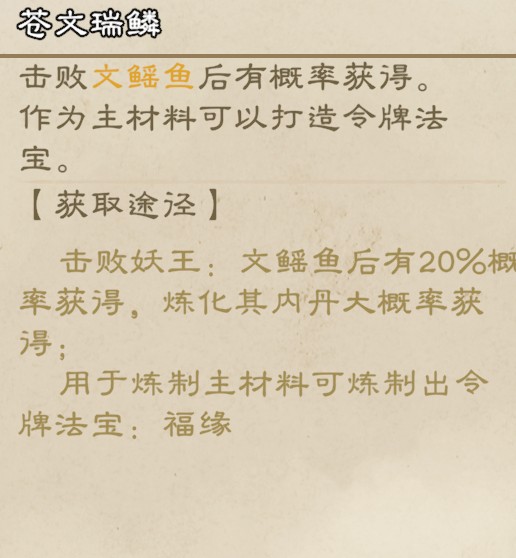 苍文瑞鳞
击败文鳐鱼后有概率获得。
作为主材料可以打造令牌法
宝。
【获取途径】
击败妖王：文鳐鱼后有20%概
率获得，炼化其内丹大概率获
得；
用于炼制主材料可炼制出令
牌法宝：福缘